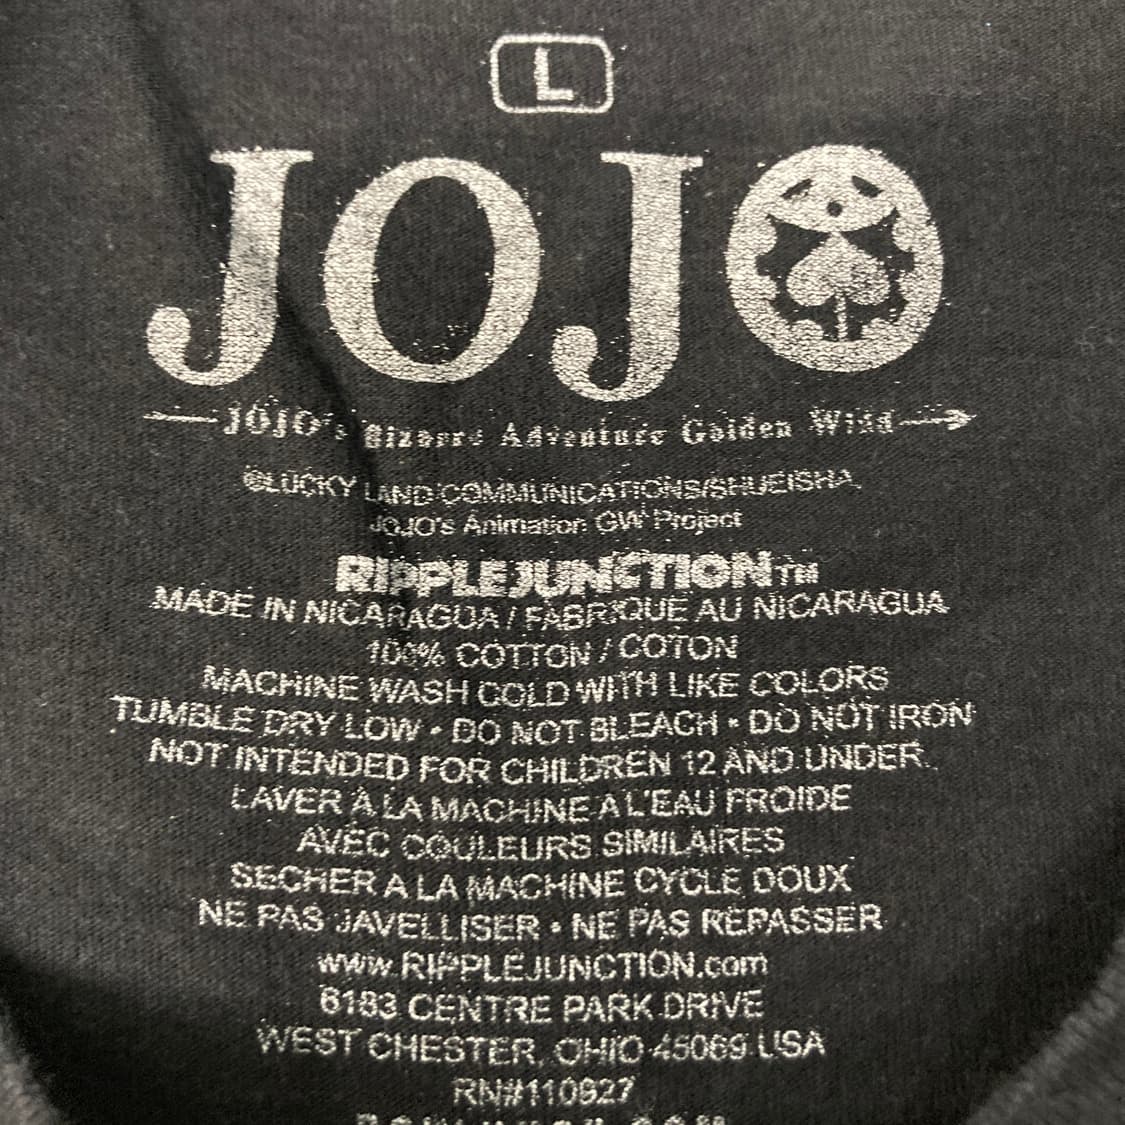 L
JOJO
JOJO's Bizarre Adventure Golden Wind
©LUCKY LAND COMMUNICATIONS/SHUEISHA,
JOJO's Animation GW Project
RIPPLE JUNCTION™
MADE IN NICARAGUA / FABRIQUE AU NICARAGUA
100% COTTON / COTON
MACHINE WASH COLD WITH LIKE COLORS
TUMBLE DRY LOW • DO NOT BLEACH • DO NOT IRON
NOT INTENDED FOR CHILDREN 12 AND UNDER.
LAVER A LA MACHINE A L'EAU FROIDE
AVEC COULEURS SIMILAIRES
SECHER A LA MACHINE CYCLE DOUX
NE PAS JAVELLISER • NE PAS REPASSER
www.RIPPLEJUNCTION.com
6183 CENTRE PARK DRIVE
WEST CHESTER, OHIO 45069 USA
RN#110927